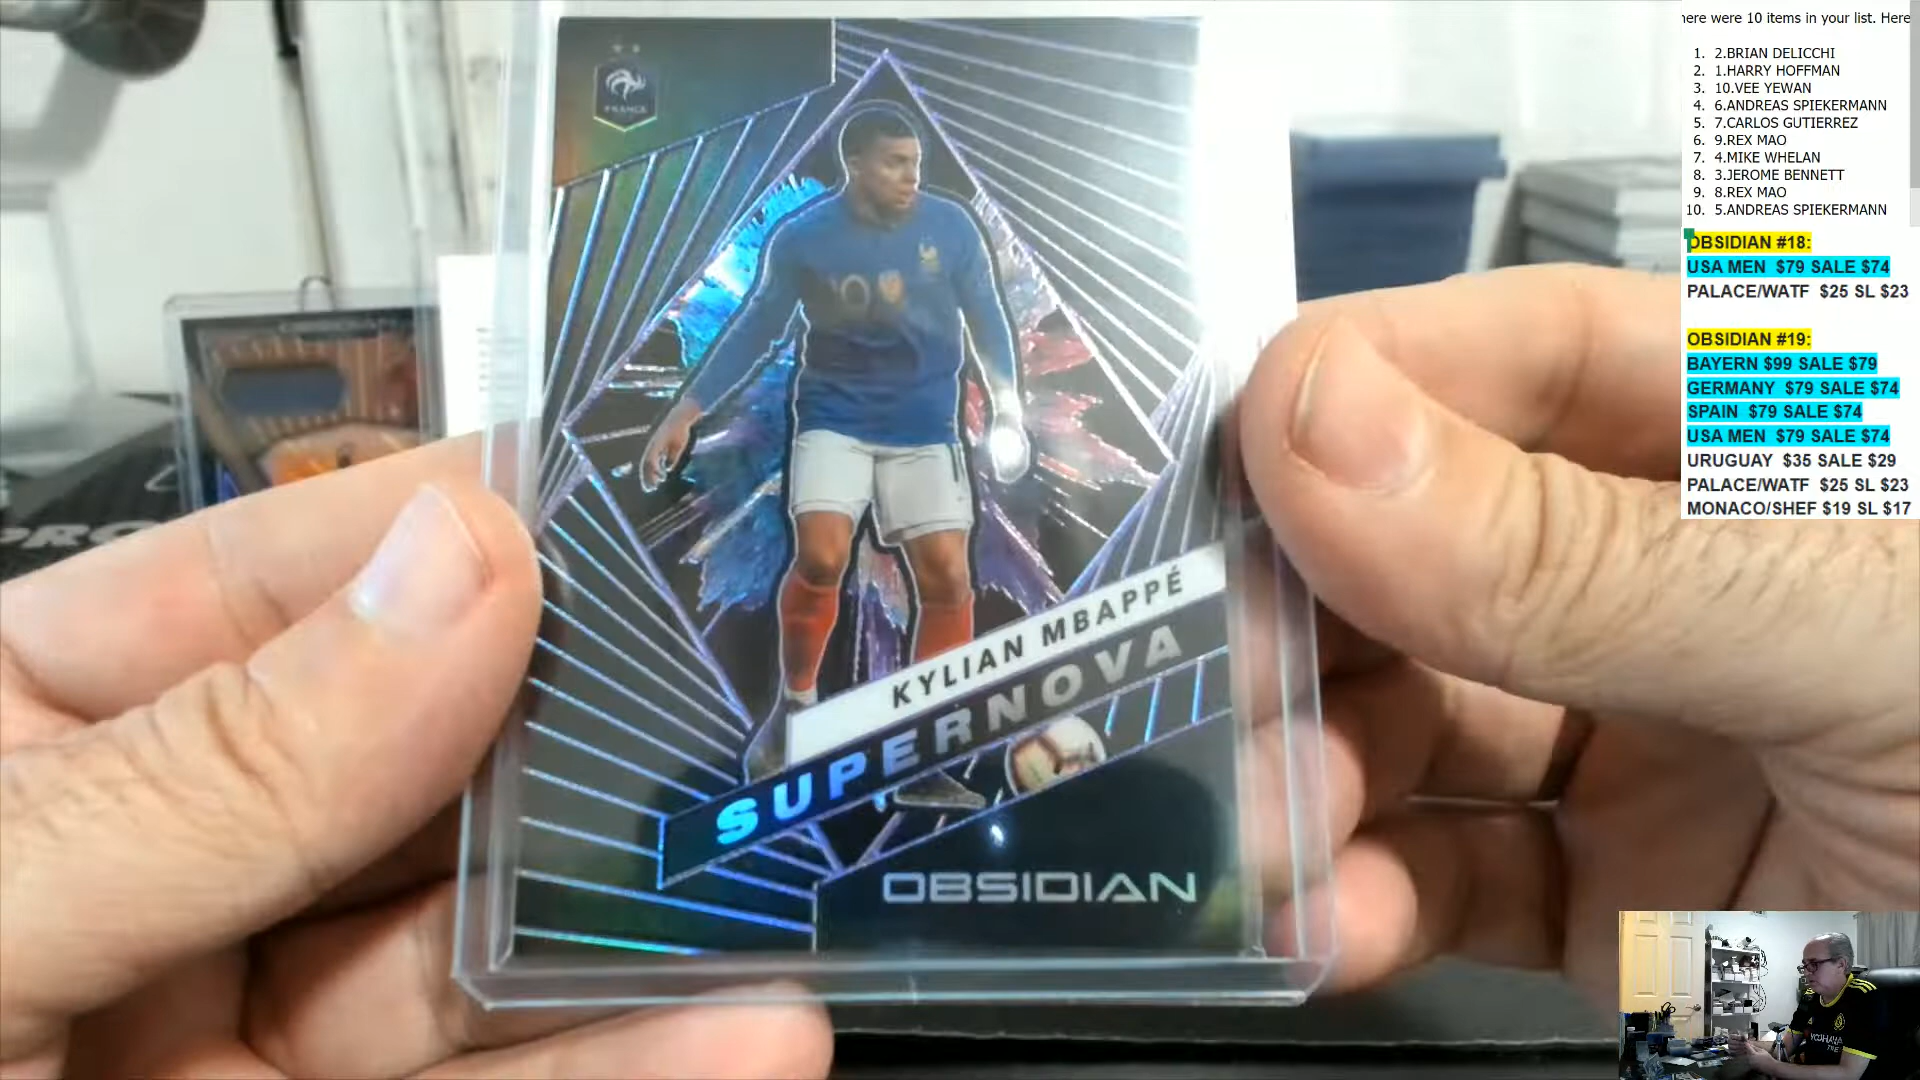 FRANCE
10
KYLIAN MBAPPÉ
SUPERNOVA
OBSIDIAN
here were 10 items in your list. Here
1. 2.BRIAN DELICCHI
2. 1.HARRY HOFFMAN
3. 10.VEE YEWAN
4. 6.ANDREAS SPIEKERMANN
5. 7.CARLOS GUTIERREZ
6. 9.REX MAO
7. 4.MIKE WHELAN
8. 3.JEROME BENNETT
9. 8.REX MAO
10. 5.ANDREAS SPIEKERMANN
OBSIDIAN #18:
USA MEN $79 SALE $74
PALACE/WATF $25 SL $23
OBSIDIAN #19:
BAYERN $99 SALE $79
GERMANY $79 SALE $74
SPAIN $79 SALE $74
USA MEN $79 SALE $74
URUGUAY $35 SALE $29
PALACE/WATF $25 SL $23
MONACO/SHEF $19 SL $17